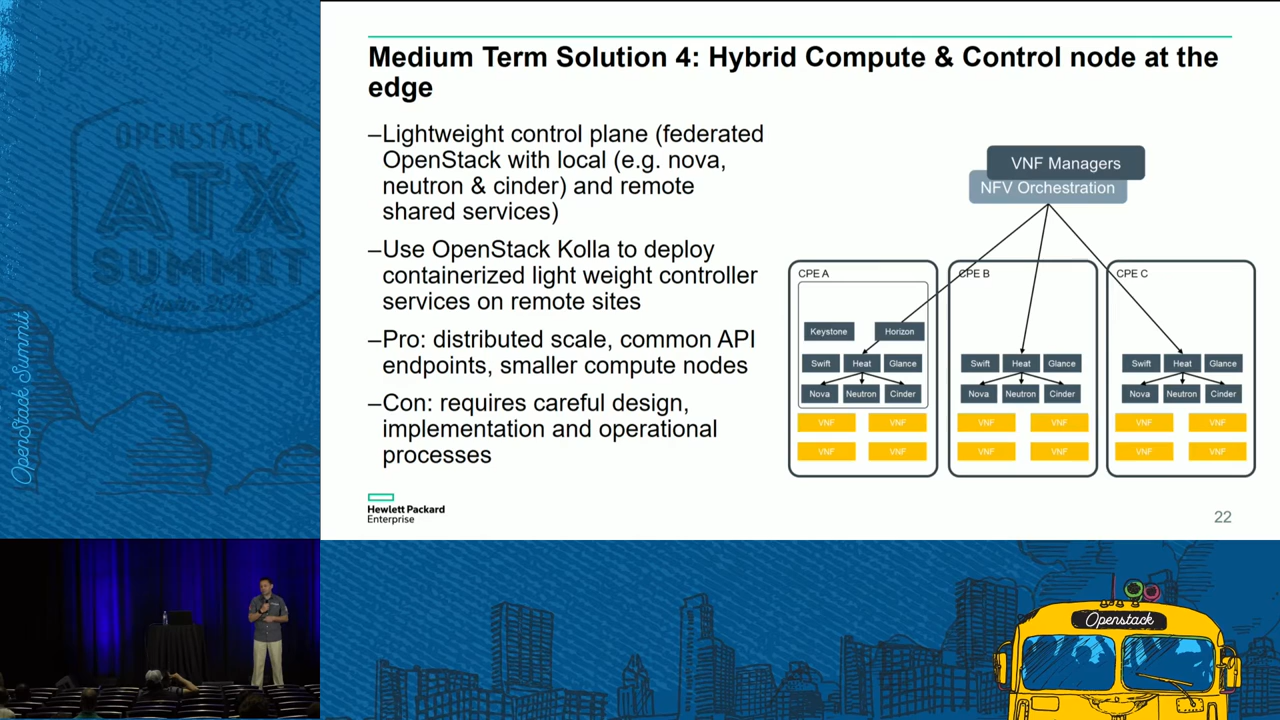 OPENSTACK
ATX
SUMMIT
OpenStack Summit
Medium Term Solution 4: Hybrid Compute & Control node at the
edge
–Lightweight control plane (federated
OpenStack with local (e.g. nova,
neutron & cinder) and remote
shared services)
–Use OpenStack Kolla to deploy
containerized light weight controller
services on remote sites
–Pro: distributed scale, common API
endpoints, smaller compute nodes
–Con: requires careful design,
implementation and operational
processes
VNF Managers
NFV Orchestration
CPE A
Keystone Horizon
Swift Heat Glance
Nova Neutron Cinder
VNF VNF
VNF VNF
CPE B
Swift Heat Glance
Nova Neutron Cinder
VNF VNF
VNF VNF
CPE C
Swift Heat Glance
Nova Neutron Cinder
VNF VNF
VNF VNF
Hewlett Packard
Enterprise
22
Openstack